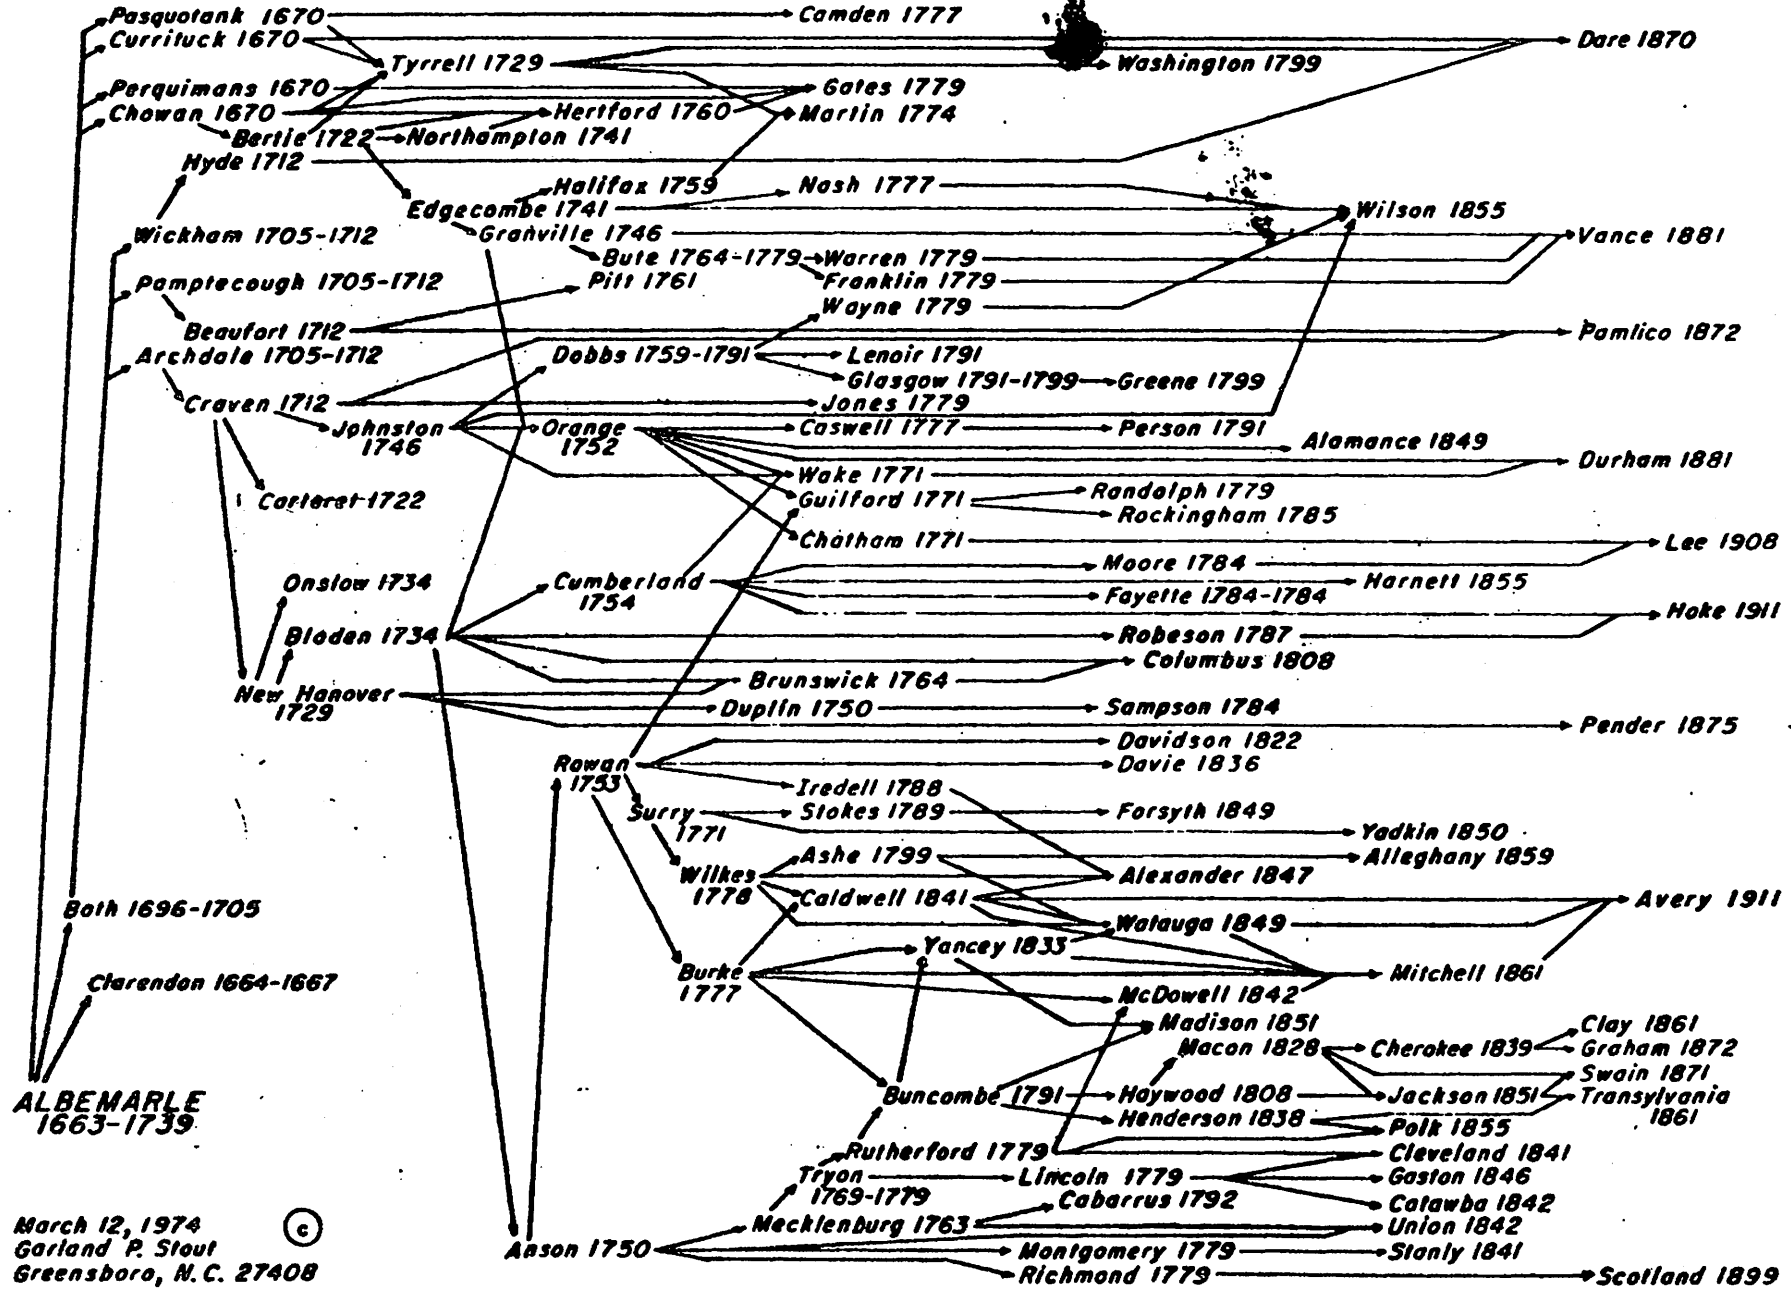 Pasquotank 1670
Camden 1777
Currituck 1670
Dare 1870
Tyrrell 1729
Washington 1799
Perquimans 1670
Gates 1779
Chowan 1670
Hertford 1760
Martin 1774
Bertie 1722
Northampton 1741
Hyde 1712
Halifax 1759
Nash 1777
Edgecombe 1741
Wilson 1855
Wickham 1705-1712
Granville 1746
Vance 1881
Bute 1764-1779
Warren 1779
Pamptecough 1705-1712
Pitt 1761
Franklin 1779
Wayne 1779
Beaufort 1712
Pamlico 1872
Archdale 1705-1712
Dobbs 1759-1791
Lenoir 1791
Glasgow 1791-1799
Greene 1799
Craven 1712
Jones 1779
Johnston
1746
Orange
1752
Caswell 1777
Person 1791
Alamance 1849
Durham 1881
Wake 1771
Carteret 1722
Guilford 1771
Randolph 1779
Rockingham 1785
Chatham 1771
Lee 1908
Moore 1784
Onslow 1734
Cumberland
1754
Harnett 1855
Fayette 1784-1784
Hoke 1911
Bladen 1734
Robeson 1787
Columbus 1808
New Hanover
1729
Brunswick 1764
Duplin 1750
Sampson 1784
Pender 1875
Davidson 1822
Rowan
1753
Davie 1836
Iredell 1788
Surry
1771
Stokes 1789
Forsyth 1849
Yadkin 1850
Ashe 1799
Alleghany 1859
Wilkes
1778
Alexander 1847
Caldwell 1841
Avery 1911
Bath 1696-1705
Watauga 1849
Yancey 1833
Burke
1777
Mitchell 1861
Clarendon 1664-1667
McDowell 1842
Madison 1851
Clay 1861
Macon 1828
Cherokee 1839
Graham 1872
Swain 1871
ALBEMARLE
1663-1739
Buncombe 1791
Haywood 1808
Jackson 1851
Transylvania
1861
Henderson 1838
Polk 1855
Rutherford 1779
Cleveland 1841
Tryon
1769-1779
Lincoln 1779
Gaston 1846
Cabarrus 1792
Catawba 1842
Mecklenburg 1763
Union 1842
Anson 1750
Montgomery 1779
Stanly 1841
Richmond 1779
Scotland 1899
March 12, 1974
c
Garland P. Stout
Greensboro, N.C. 27408